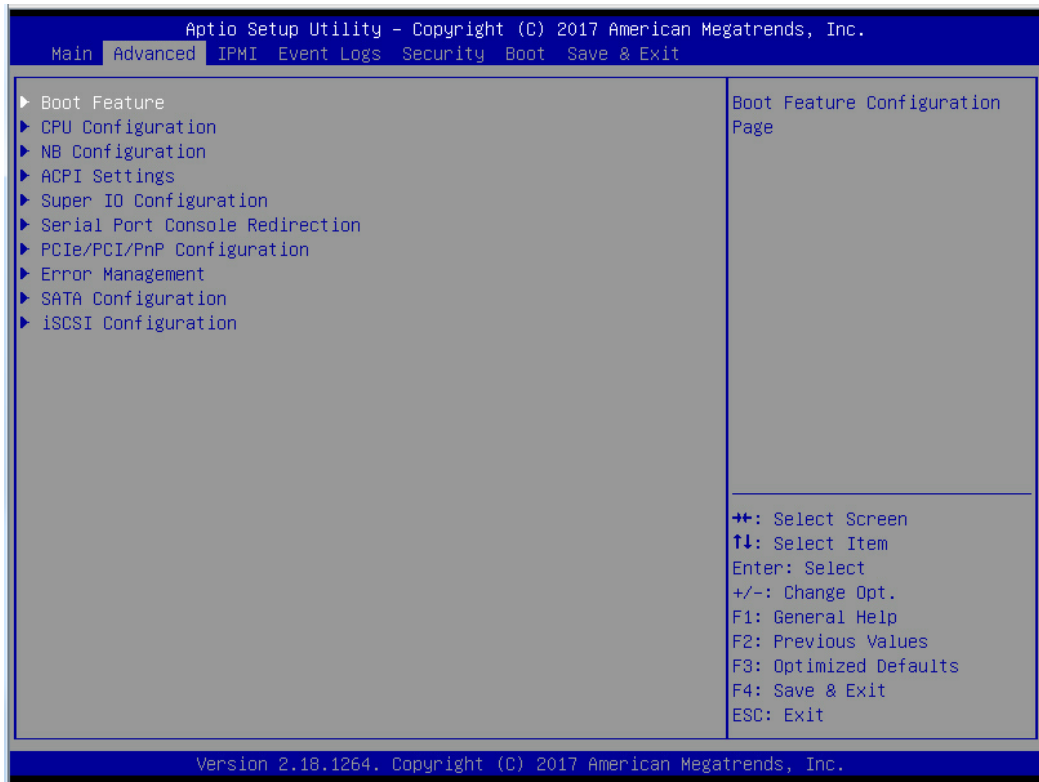 Aptio Setup Utility – Copyright (C) 2017 American Megatrends, Inc.
Main Advanced IPMI Event Logs Security Boot Save & Exit
▶ Boot Feature
▶ CPU Configuration
▶ NB Configuration
▶ ACPI Settings
▶ Super IO Configuration
▶ Serial Port Console Redirection
▶ PCIe/PCI/PnP Configuration
▶ Error Management
▶ SATA Configuration
▶ iSCSI Configuration
Boot Feature Configuration
Page
→←: Select Screen
↑↓: Select Item
Enter: Select
+/-: Change Opt.
F1: General Help
F2: Previous Values
F3: Optimized Defaults
F4: Save & Exit
ESC: Exit
Version 2.18.1264. Copyright (C) 2017 American Megatrends, Inc.